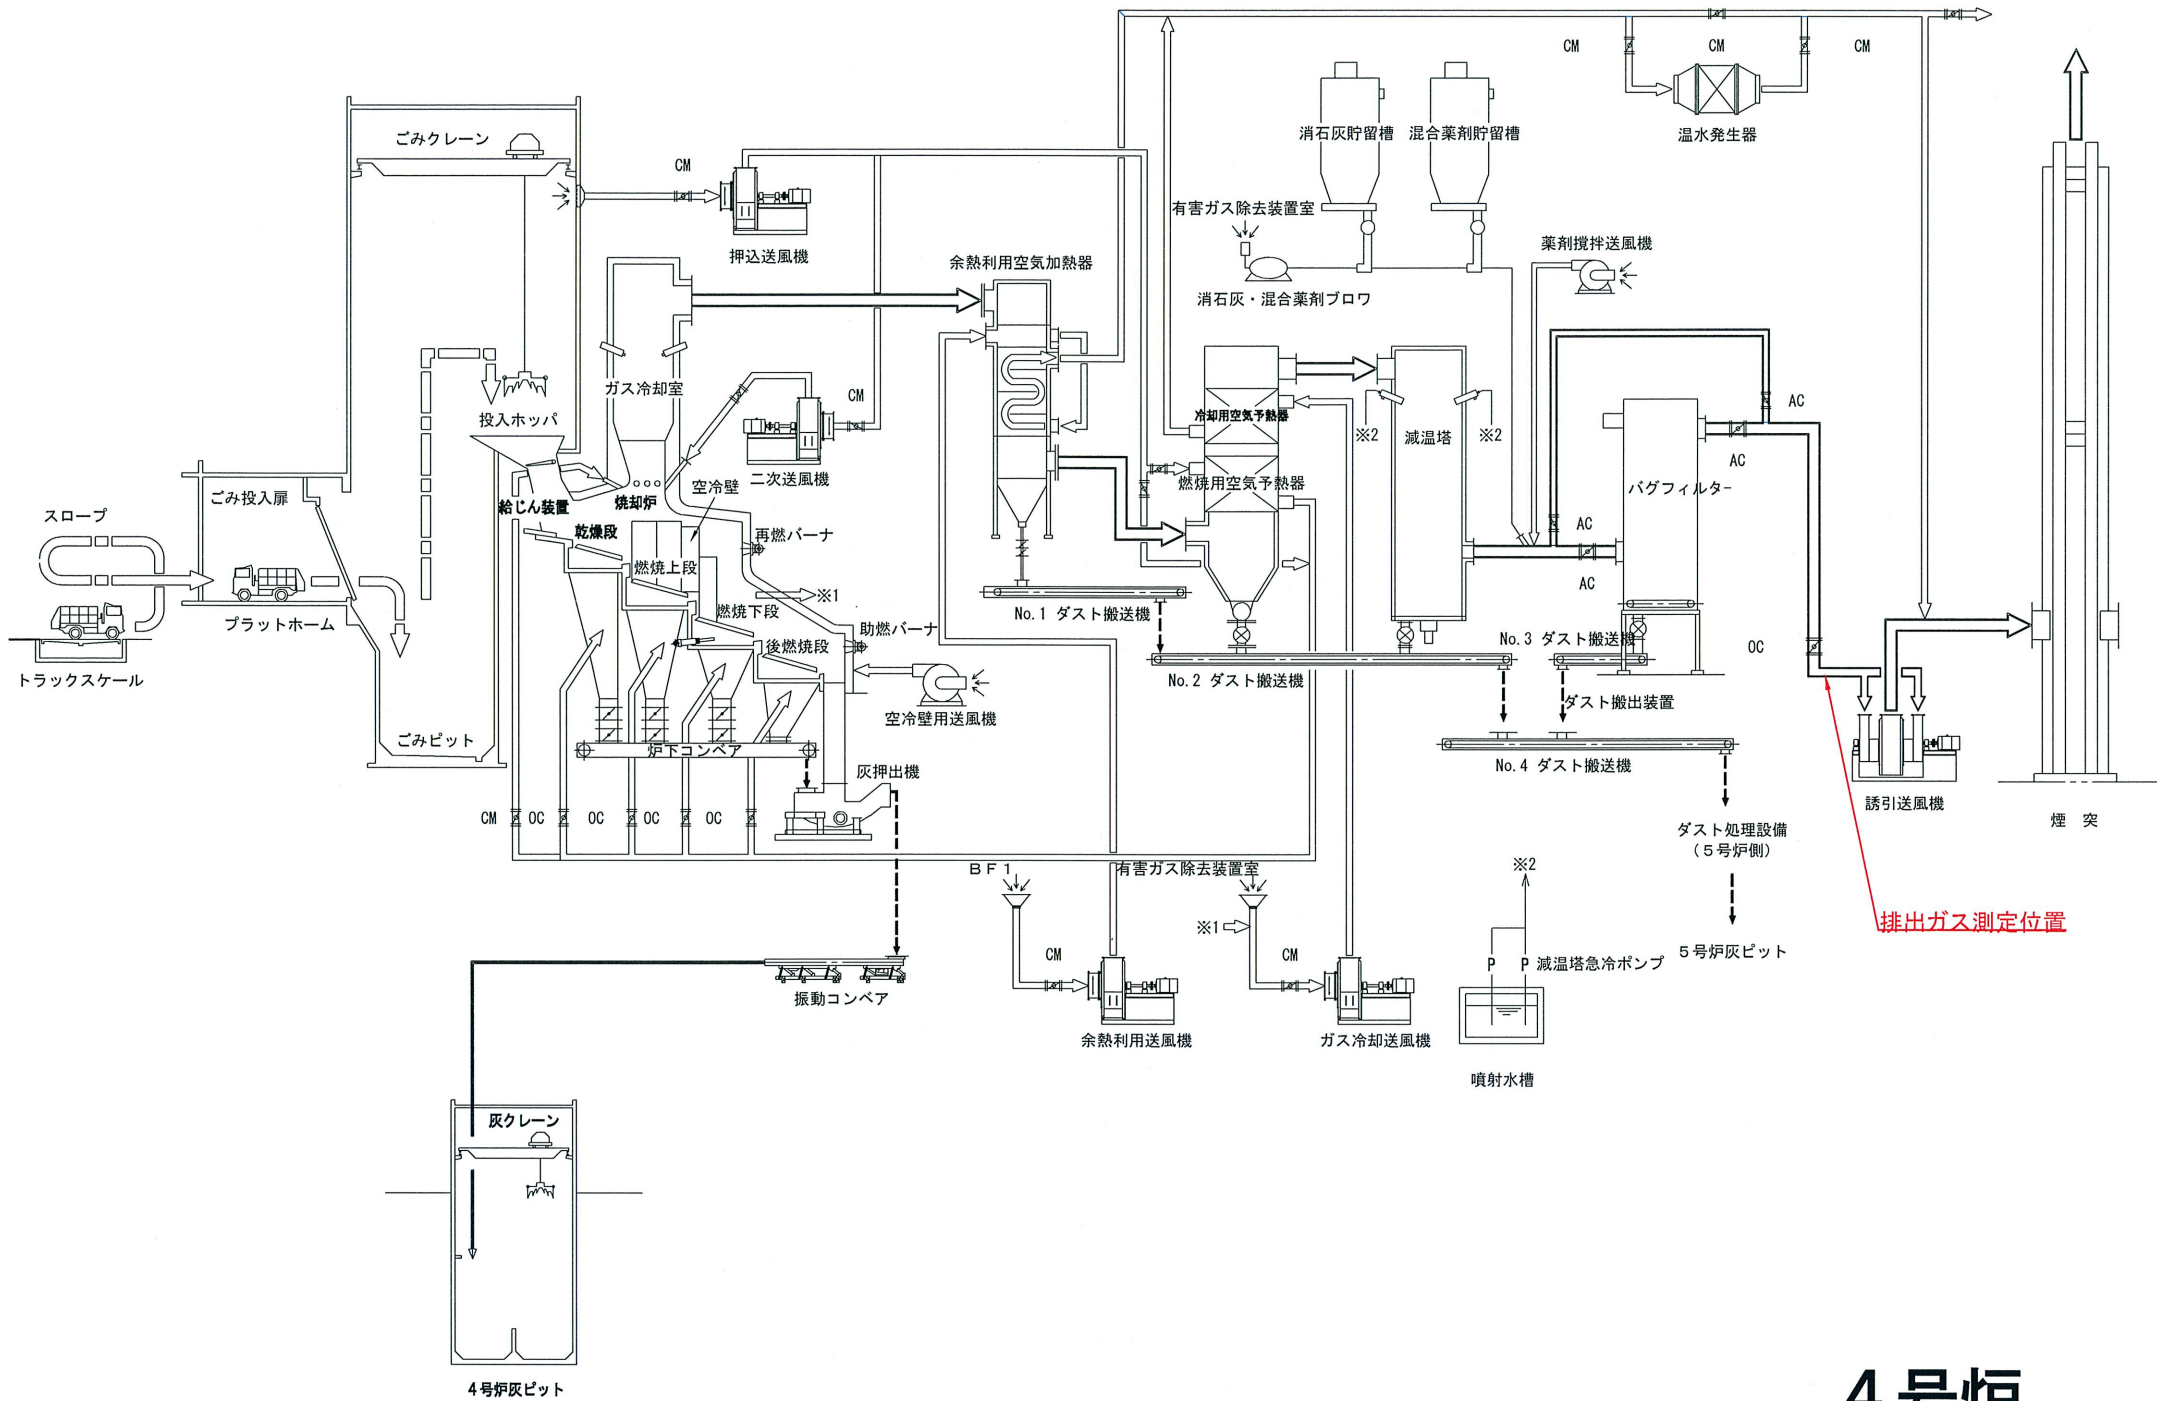 CM
CM
CM
温水発生器
ごみクレーン
消石灰貯留槽
混合薬剤貯留槽
CM
有害ガス除去装置室
押込送風機
余熱利用空気加熱器
薬剤撹拌送風機
消石灰・混合薬剤ブロワ
ガス冷却室
CM
投入ホッパ
冷却用空気予熱器
※2
減温塔
※2
AC
AC
二次送風機
空冷壁
燃焼用空気予熱器
バグフィルター
ごみ投入扉
給じん装置
焼却炉
スロープ
乾燥段
再燃バーナ
AC
燃焼上段
AC
※1
燃焼下段
No.1 ダスト搬送機
プラットホーム
助燃バーナ
後燃焼段
No.3 ダスト搬送機
OC
トラックスケール
No.2 ダスト搬送機
ダスト搬出装置
空冷壁用送風機
ごみピット
炉下コンベア
灰押出機
No.4 ダスト搬送機
誘引送風機
煙 突
CM
OC
OC
OC
OC
ダスト処理設備
(5号炉側)
BF1
有害ガス除去装置室
※2
※1
排出ガス測定位置
CM
CM
P
P
減温塔急冷ポンプ
5号炉灰ピット
振動コンベア
余熱利用送風機
ガス冷却送風機
噴射水槽
灰クレーン
4号炉灰ピット
4号炉